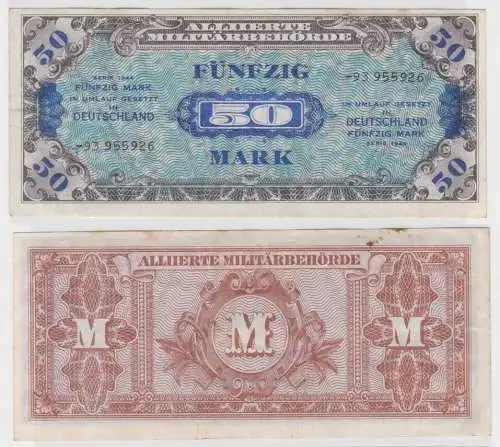 ALLIIERTE
MILITÄRBEHÖRDE
50
50
SERIE 1944
FÜNFZIG MARK
IN UMLAUF GESETZT
IN
DEUTSCHLAND
-93 955926
FÜNFZIG
50
MARK
-93 955926
IN UMLAUF GESETZT
IN
DEUTSCHLAND
FÜNFZIG MARK
SERIE 1944
50
50
ALLIIERTE MILITÄRBEHÖRDE
M
M
M